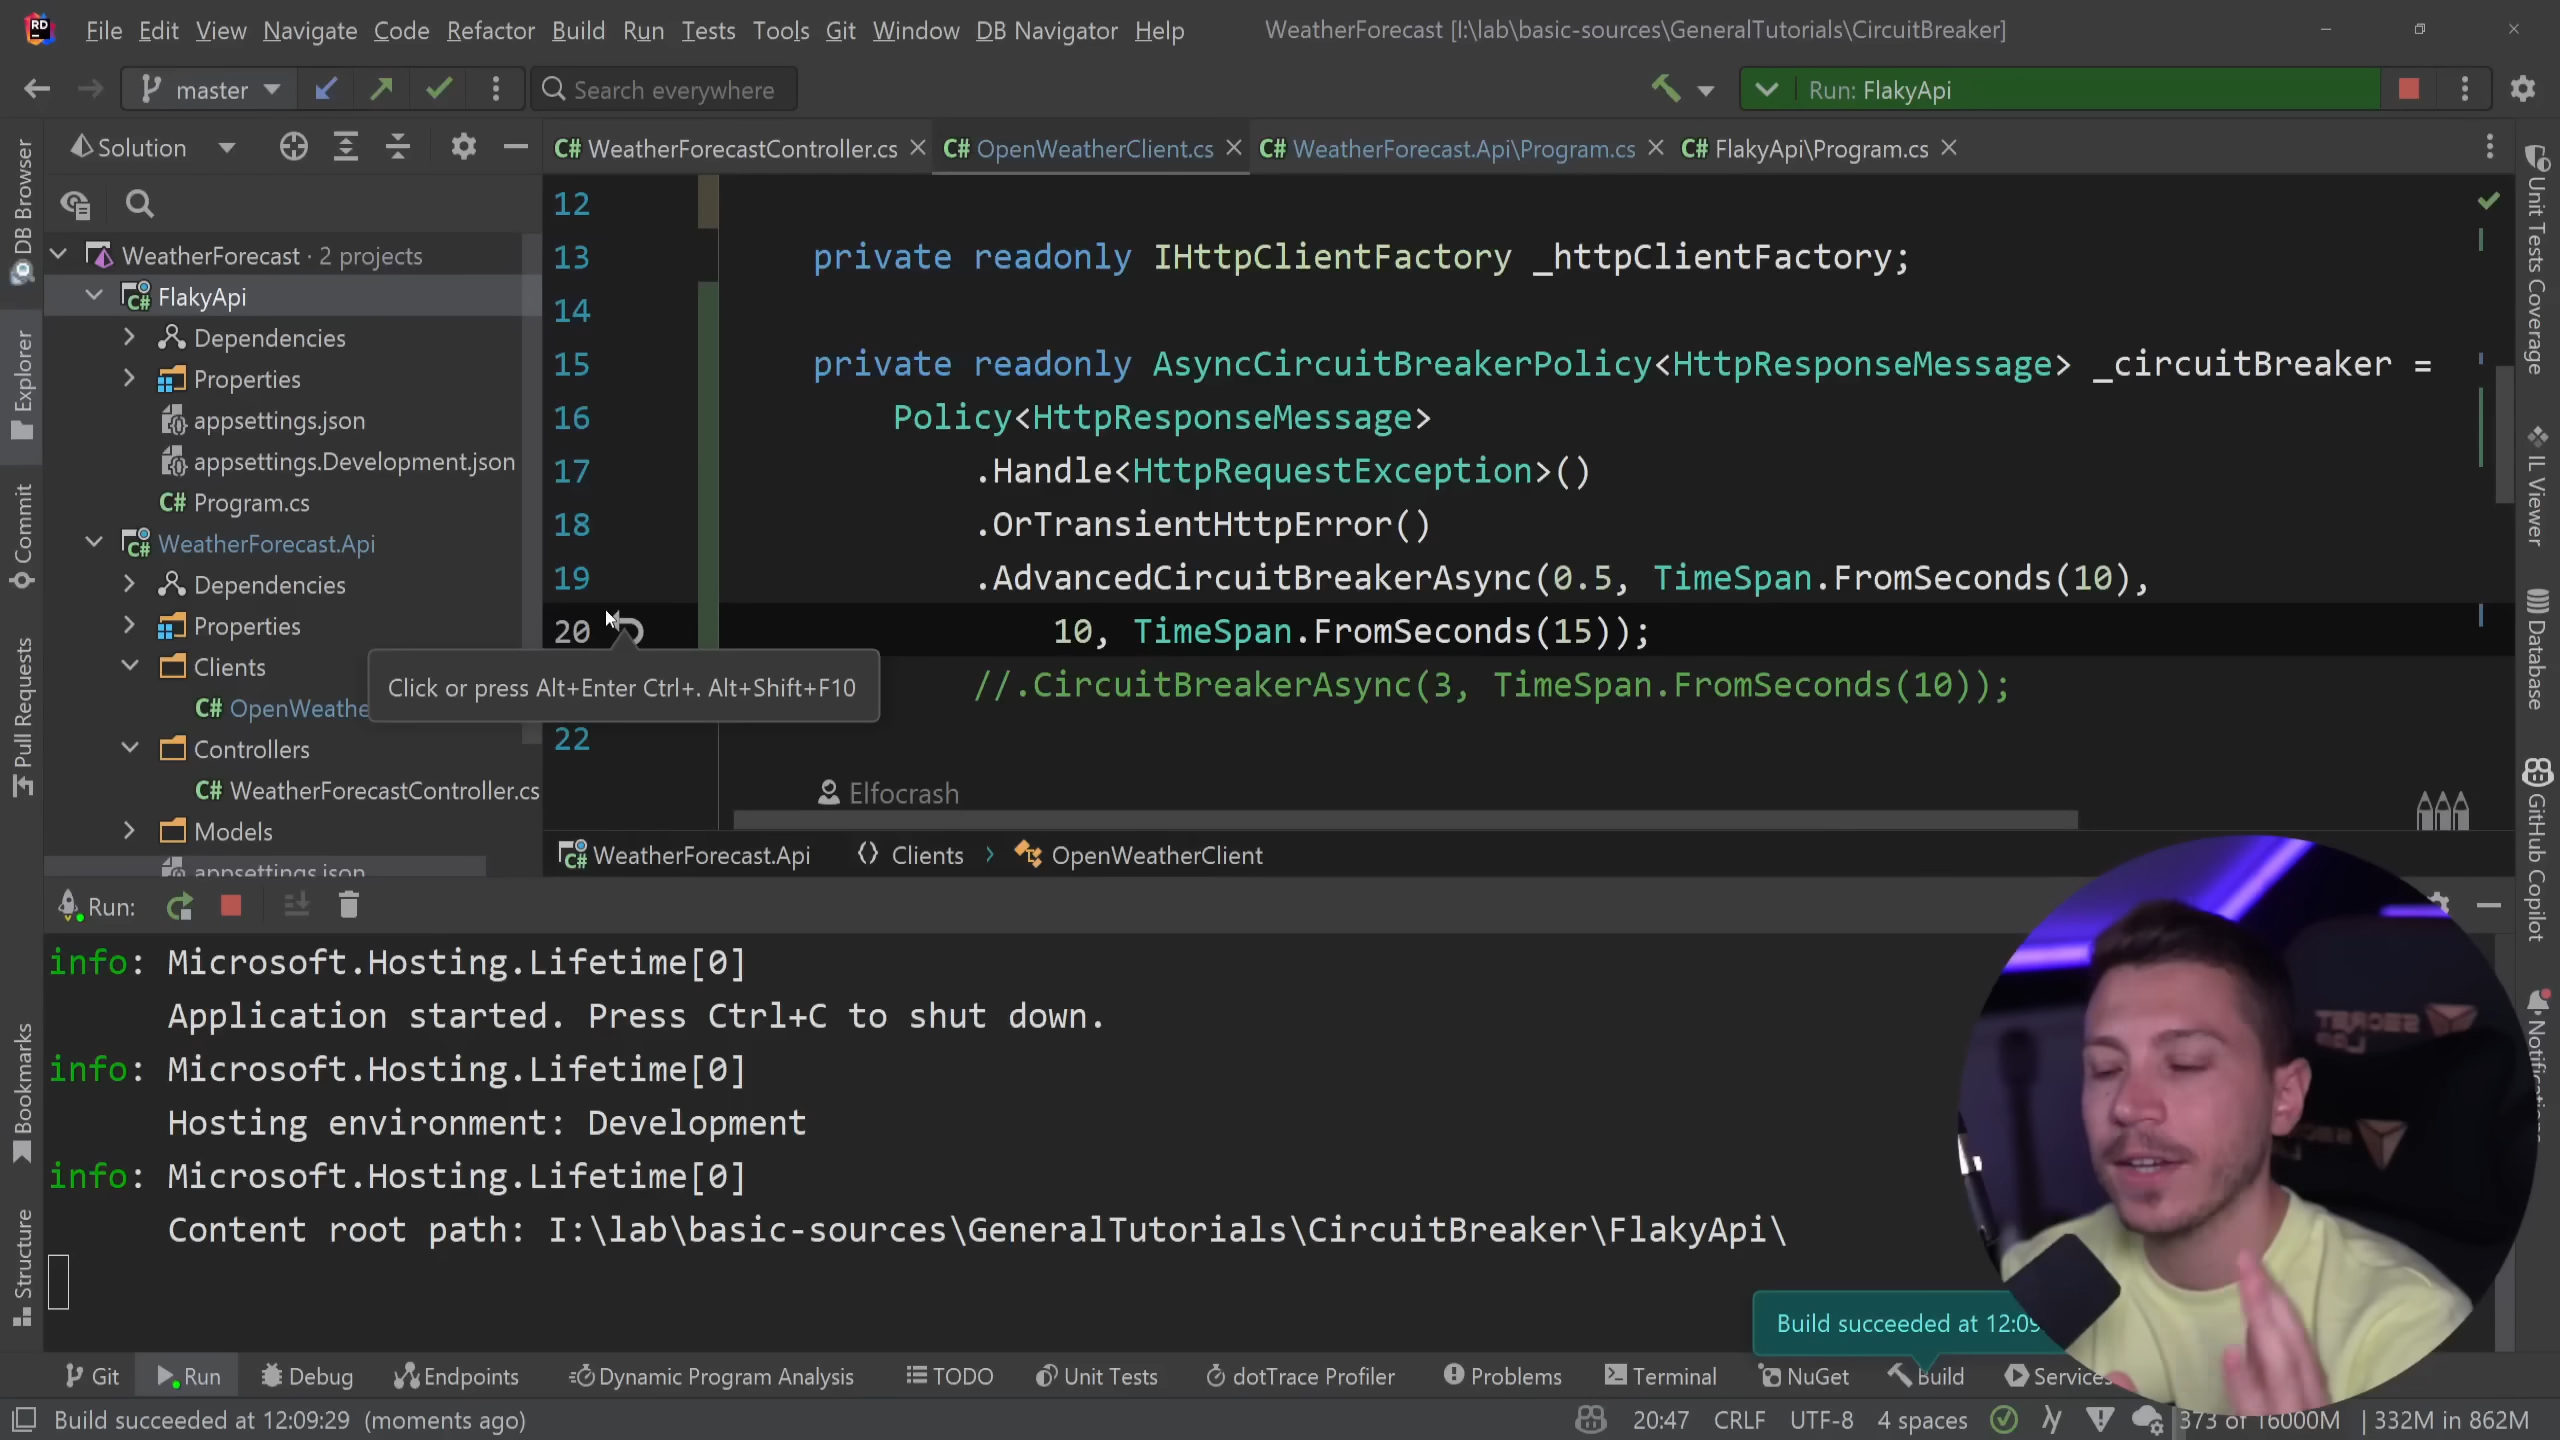 File Edit View Navigate Code Refactor Build Run Tests Tools Git Window DB Navigator Help WeatherForecast [I:\lab\basic-sources\GeneralTutorials\CircuitBreaker]
master Search everywhere Run: FlakyApi
Solution
C# WeatherForecastController.cs C# OpenWeatherClient.cs C# WeatherForecast.Api\Program.cs C# FlakyApi\Program.cs
WeatherForecast · 2 projects
FlakyApi
Dependencies
Properties
appsettings.json
appsettings.Development.json
C# Program.cs
WeatherForecast.Api
Dependencies
Properties
Clients
C# OpenWeathe
Controllers
C# WeatherForecastController.cs
Models
appsettings.json
DB Browser
Explorer
Commit
Pull Requests
Bookmarks
Structure
12
13 private readonly IHttpClientFactory _httpClientFactory;
14
15 private readonly AsyncCircuitBreakerPolicy<HttpResponseMessage> _circuitBreaker =
16 Policy<HttpResponseMessage>
17 .Handle<HttpRequestException>()
18 .OrTransientHttpError()
19 .AdvancedCircuitBreakerAsync(0.5, TimeSpan.FromSeconds(10),
20 10, TimeSpan.FromSeconds(15));
Click or press Alt+Enter Ctrl+. Alt+Shift+F10
//.CircuitBreakerAsync(3, TimeSpan.FromSeconds(10));
22
Elfocrash
WeatherForecast.Api Clients OpenWeatherClient
Unit Tests Coverage
IL Viewer
Database
GitHub Copilot
Notifications
Run:
info: Microsoft.Hosting.Lifetime[0]
Application started. Press Ctrl+C to shut down.
info: Microsoft.Hosting.Lifetime[0]
Hosting environment: Development
info: Microsoft.Hosting.Lifetime[0]
Content root path: I:\lab\basic-sources\GeneralTutorials\CircuitBreaker\FlakyApi\
Build succeeded at 12:09
Git Run Debug Endpoints Dynamic Program Analysis TODO Unit Tests dotTrace Profiler Problems Terminal NuGet Build Services
Build succeeded at 12:09:29 (moments ago) 20:47 CRLF UTF-8 4 spaces 373 of 16000M 332M in 862M